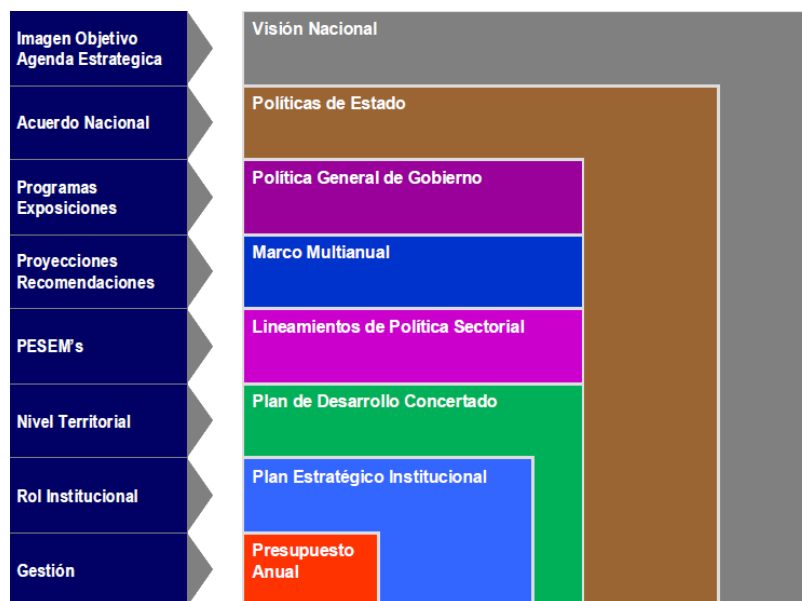 Imagen Objetivo
Agenda Estrategica
Visión Nacional
Acuerdo Nacional
Políticas de Estado
Programas
Exposiciones
Política General de Gobierno
Proyecciones
Recomendaciones
Marco Multianual
PESEM's
Lineamientos de Política Sectorial
Nivel Territorial
Plan de Desarrollo Concertado
Rol Institucional
Plan Estratégico Institucional
Gestión
Presupuesto
Anual